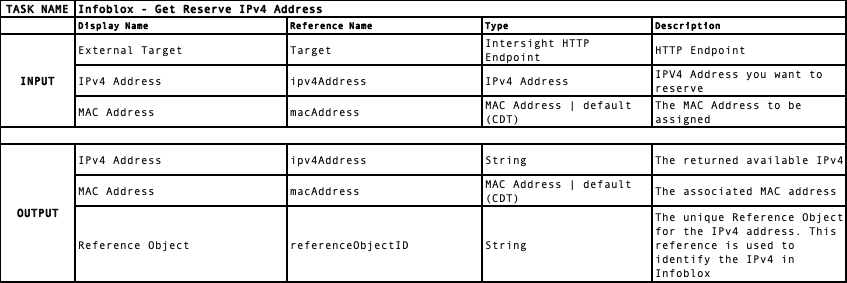 TASK NAME Infoblox - Get Reserve IPv4 Address
Display Name Reference Name Type Description
INPUT
External Target Target Intersight HTTP
Endpoint HTTP Endpoint
IPv4 Address ipv4Address IPv4 Address IPV4 Address you want to
reserve
MAC Address macAddress MAC Address | default
(CDT) The MAC Address to be
assigned
OUTPUT
IPv4 Address ipv4Address String The returned available IPv4
MAC Address macAddress MAC Address | default
(CDT) The associated MAC address
Reference Object referenceObjectID String The unique Reference Object
for the IPv4 address. This
reference is used to
identify the IPv4 in
Infoblox